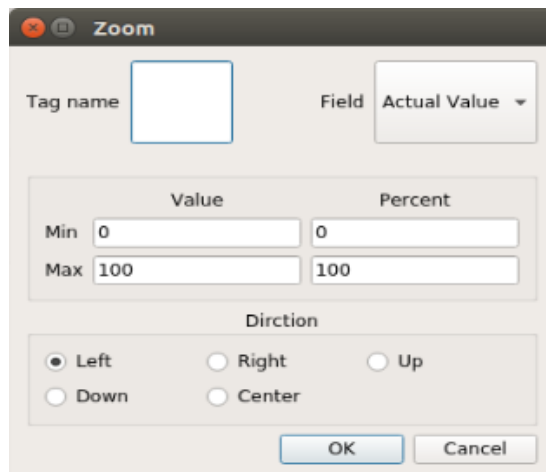 Zoom
Tag name Field Actual Value
Value Percent
Min 0 0
Max 100 100
Dirction
Left Right Up
Down Center
OK Cancel